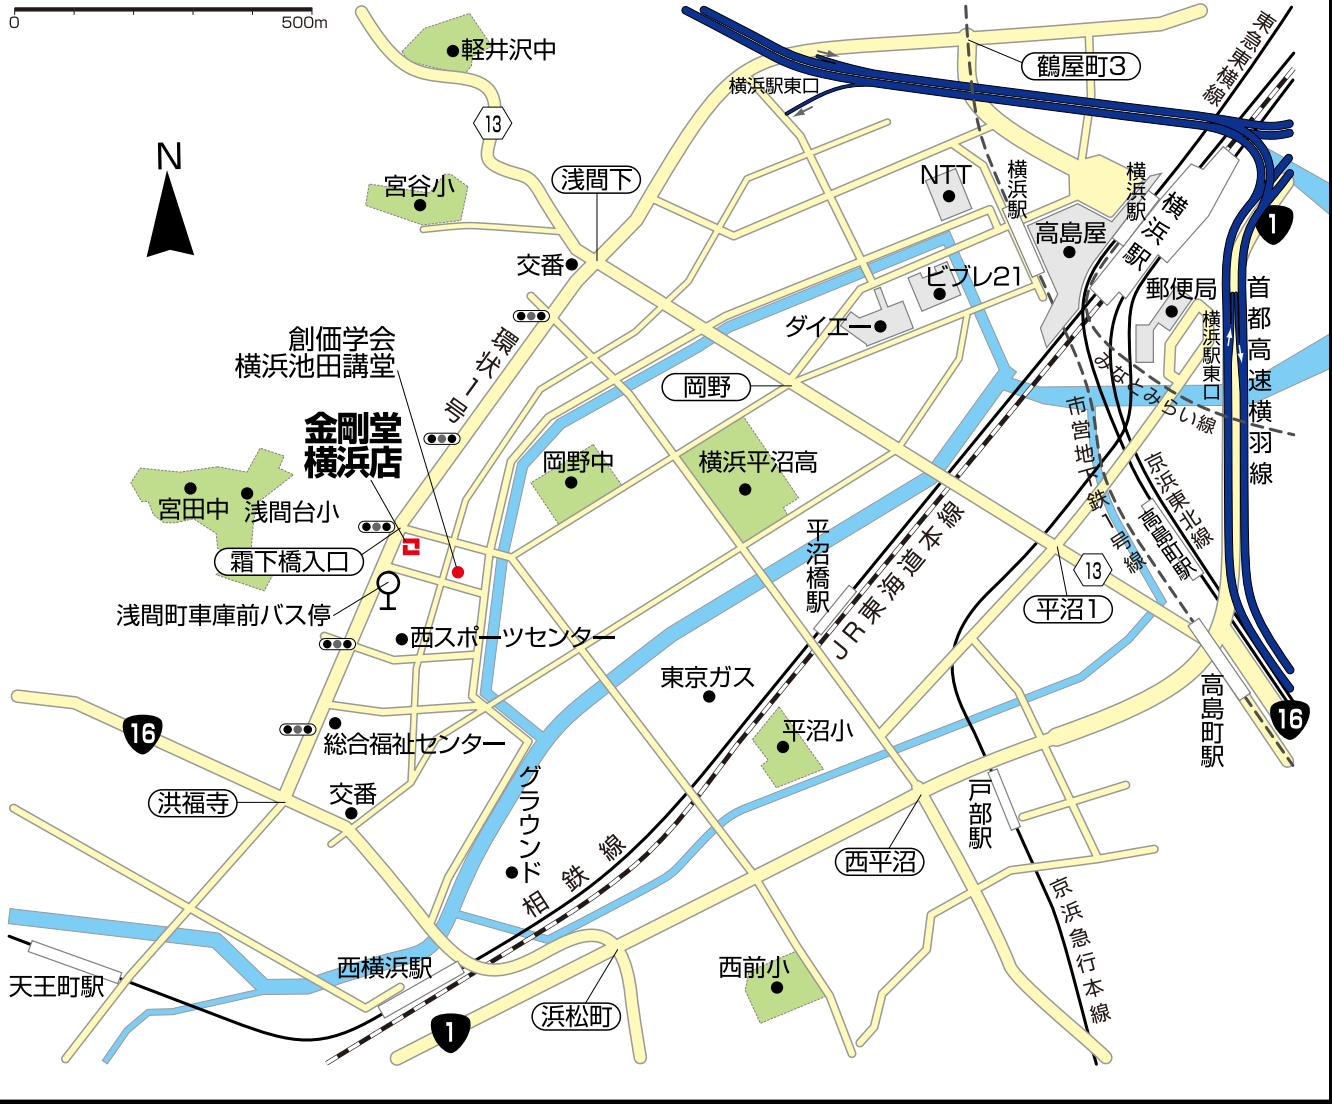 0
500m
軽井沢中
13
N
宮谷小
浅間下
交番
横浜駅東口
鶴屋町3
東急東横線
NTT
横浜駅
横浜駅
横浜駅
高島屋
ビブレ21
ダイエー
郵便局
横浜駅東口
首都高速横羽線
1
創価学会
横浜池田講堂
環状1号
金剛堂
横浜店
岡野
みなとみらい線
市営地下鉄1号線
京浜東北線
高島町駅
岡野中
横浜平沼高
宮田中
浅間台小
霜下橋入口
浅間町車庫前バス停
西スポーツセンター
平沼橋駅
JR東海道本線
13
平沼1
東京ガス
平沼小
高島町駅
16
16
総合福祉センター
洪福寺
交番
グラウンド
相鉄線
戸部駅
西平沼
京浜急行本線
天王町駅
西横浜駅
西前小
浜松町
1